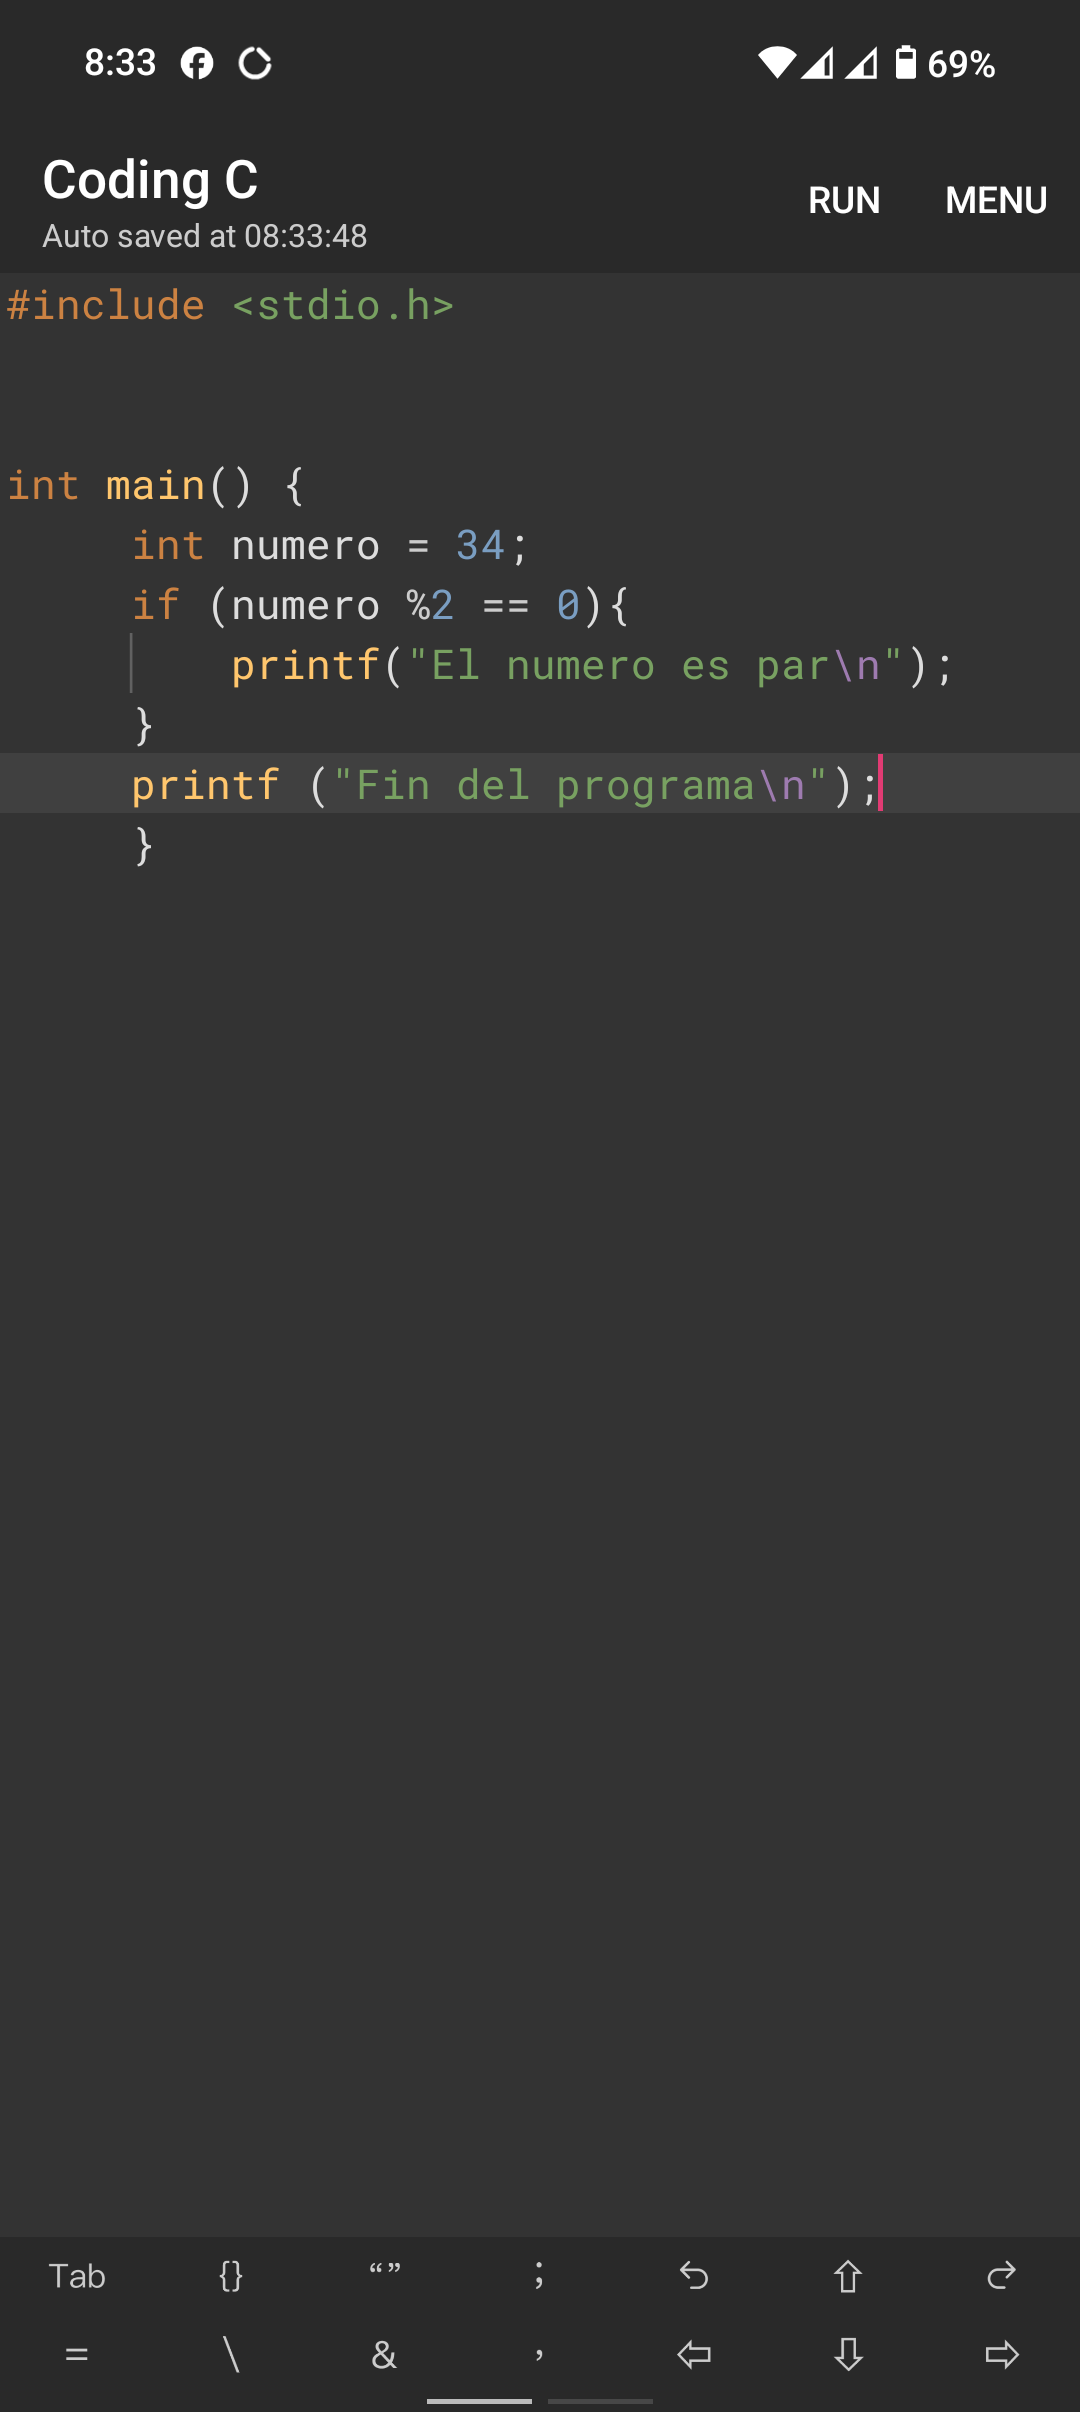 8:33 69%
Coding C
RUN MENU
Auto saved at 08:33:48
#include <stdio.h>
int main() {
int numero = 34;
if (numero %2 == 0){
printf("El numero es par\n");
}
printf ("Fin del programa\n");
}
Tab {} “” ;
= \ & ,